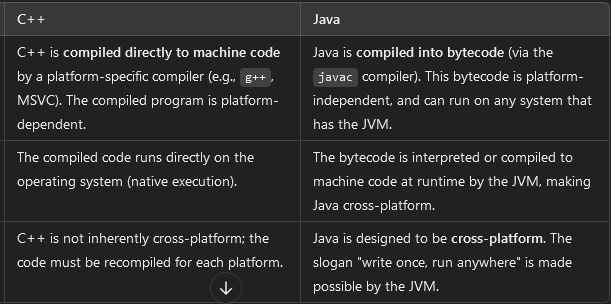 C++
Java
C++ is compiled directly to machine code
by a platform-specific compiler (e.g., g++,
MSVC). The compiled program is platform-
dependent.
Java is compiled into bytecode (via the
javac compiler). This bytecode is platform-
independent, and can run on any system that
has the JVM.
The compiled code runs directly on the
operating system (native execution).
The bytecode is interpreted or compiled to
machine code at runtime by the JVM, making
Java cross-platform.
C++ is not inherently cross-platform; the
code must be recompiled for each platform.
Java is designed to be cross-platform. The
slogan "write once, run anywhere" is made
possible by the JVM.